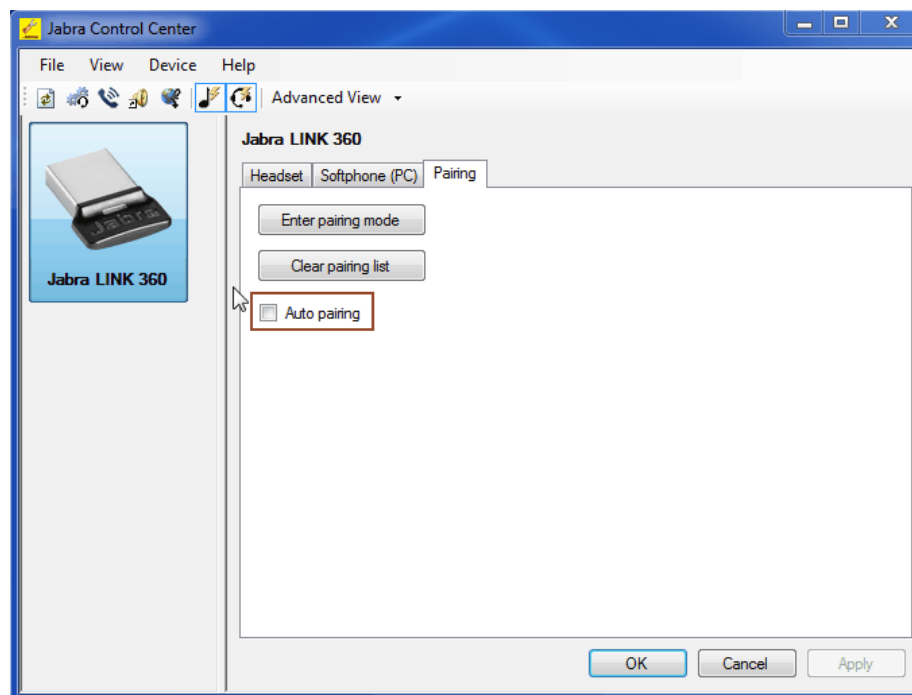 Jabra Control Center
File View Device Help
Advanced View
Jabra LINK 360
Headset Softphone (PC) Pairing
Enter pairing mode
Clear pairing list
Auto pairing
Jabra
Jabra LINK 360
OK Cancel Apply